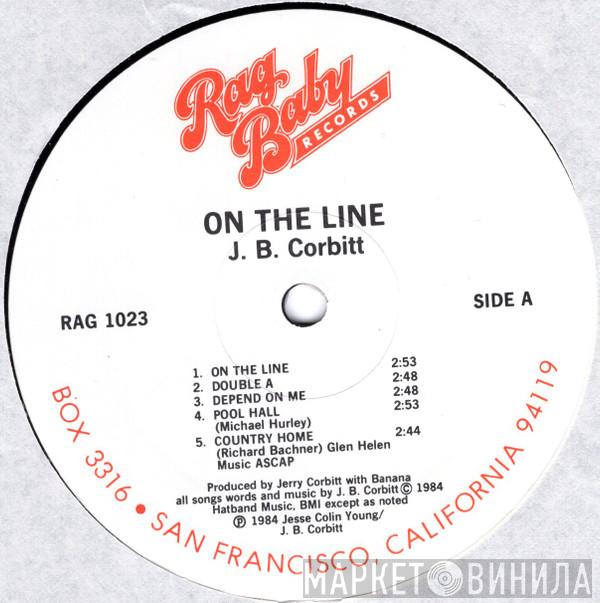 Rag
Baby
RECORDS
ON THE LINE
J. B. Corbitt
RAG 1023
SIDE A
1. ON THE LINE 2:53
2. DOUBLE A 2:48
3. DEPEND ON ME 2:48
4. POOL HALL 2:53
(Michael Hurley)
5. COUNTRY HOME 2:44
(Richard Bachner) Glen Helen
Music ASCAP
Produced by Jerry Corbitt with Banana
all songs words and music by J. B. Corbitt © 1984
Hatband Music, BMI except as noted
℗ 1984 Jesse Colin Young/
J. B. Corbitt
BOX 3316 • SAN FRANCISCO, CALIFORNIA 94119
МАРКЕТ ВИНИЛА